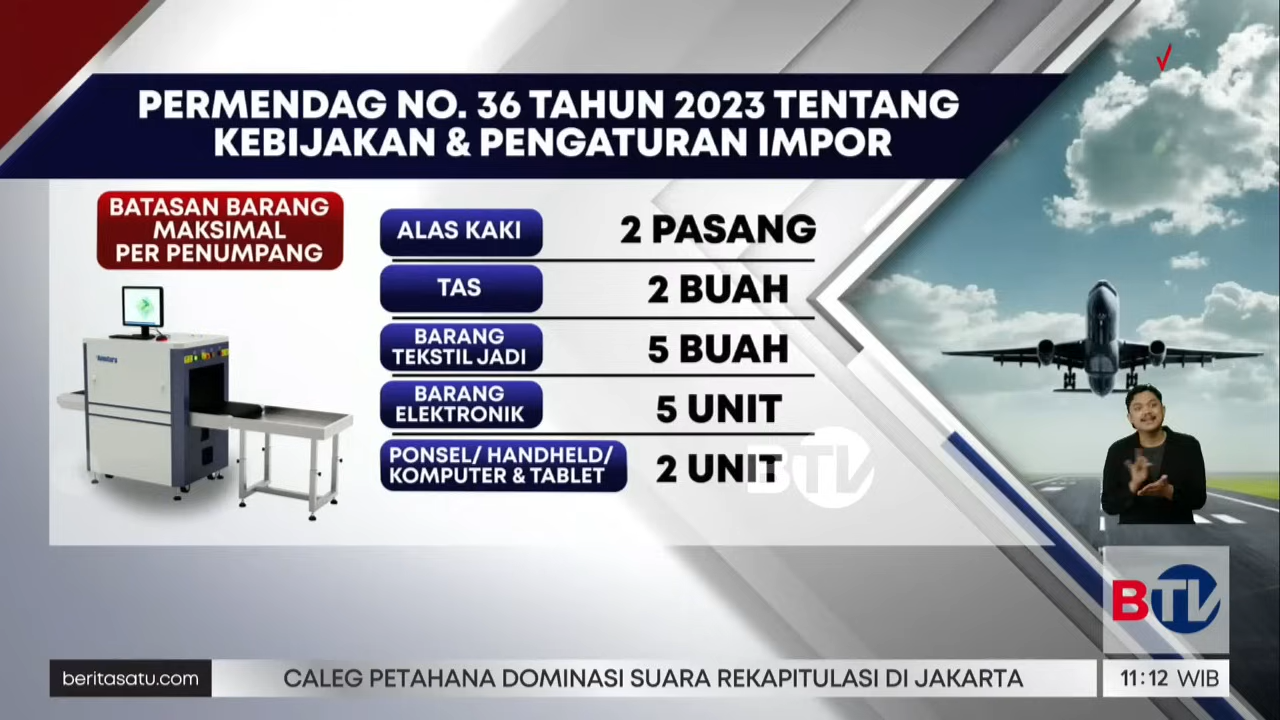 PERMENDAG NO. 36 TAHUN 2023 TENTANG
KEBIJAKAN & PENGATURAN IMPOR
BATASAN BARANG
MAKSIMAL
PER PENUMPANG
ALAS KAKI
2 PASANG
TAS
2 BUAH
BARANG
TEKSTIL JADI
5 BUAH
BARANG
ELEKTRONIK
5 UNIT
PONSEL/ HANDHELD/
KOMPUTER & TABLET
2 UNIT
BTV
BTV
beritasatu.com
CALEG PETAHANA DOMINASI SUARA REKAPITULASI DI JAKARTA
11:12 WIB